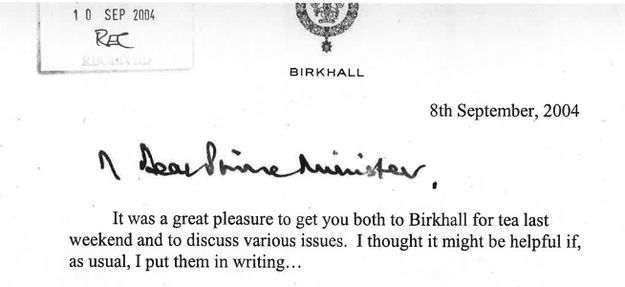 10 SEP 2004
REC
RECEIVED
BIRKHALL
8th September, 2004
Dear Prime Minister,
It was a great pleasure to get you both to Birkhall for tea last
weekend and to discuss various issues. I thought it might be helpful if,
as usual, I put them in writing...